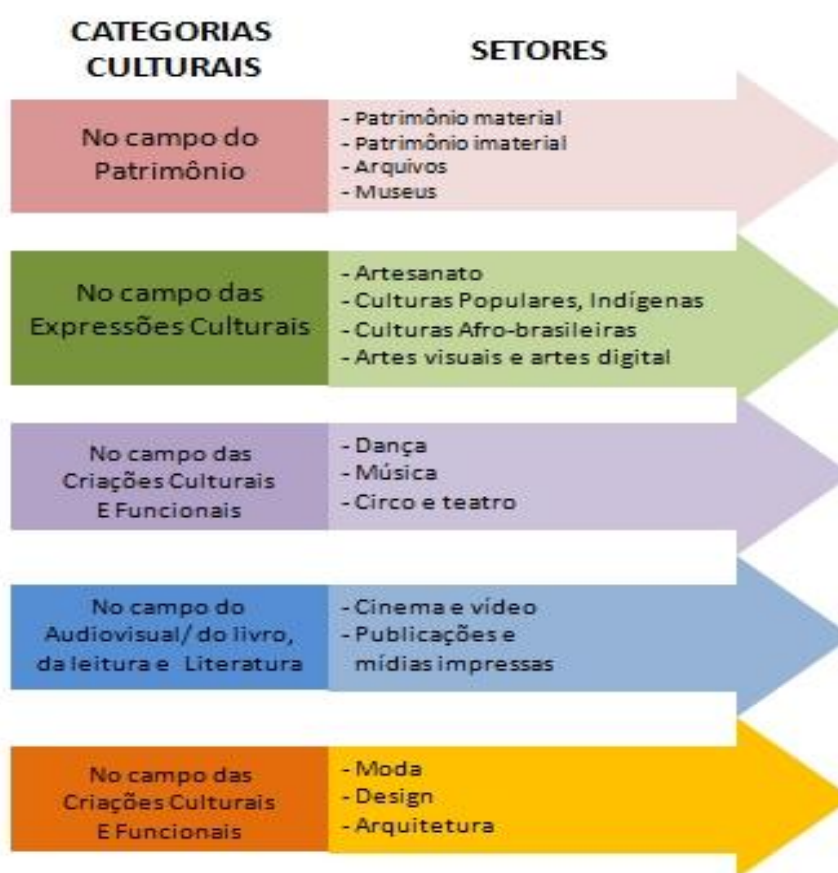 CATEGORIAS
CULTURAIS
SETORES
No campo do
Patrimônio
- Patrimônio material
- Patrimônio imaterial
- Arquivos
- Museus
No campo das
Expressões Culturais
- Artesanato
- Culturas Populares, Indígenas
- Culturas Afro-brasileiras
- Artes visuais e artes digital
No campo das
Criações Culturais
E Funcionais
- Dança
- Música
- Circo e teatro
No campo do
Audiovisual/ do livro,
da leitura e Literatura
- Cinema e vídeo
- Publicações e
mídias impressas
No campo das
Criações Culturais
E Funcionais
- Moda
- Design
- Arquitetura